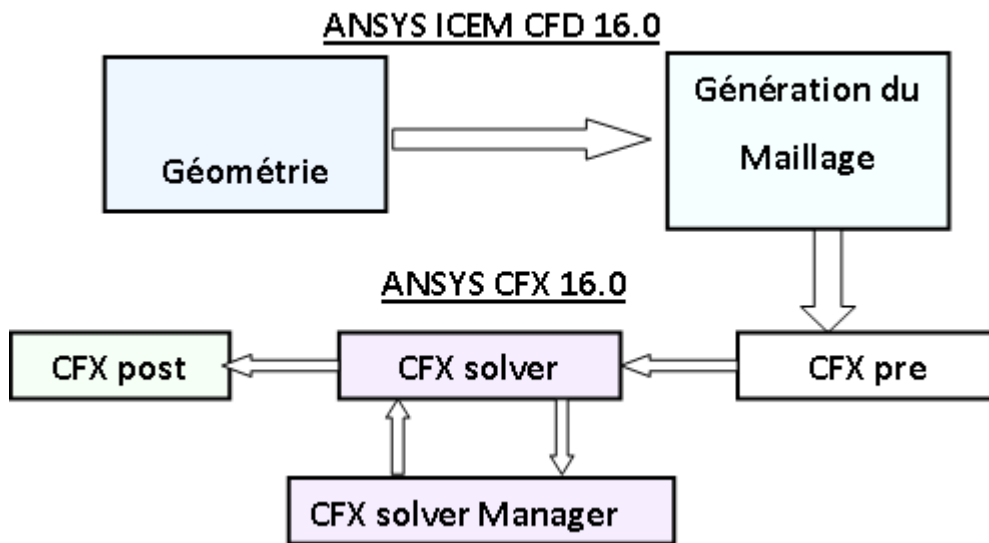 ANSYS ICEM CFD 16.0
Géométrie
Génération du
Maillage
ANSYS CFX 16.0
CFX post
CFX solver
CFX pre
CFX solver Manager